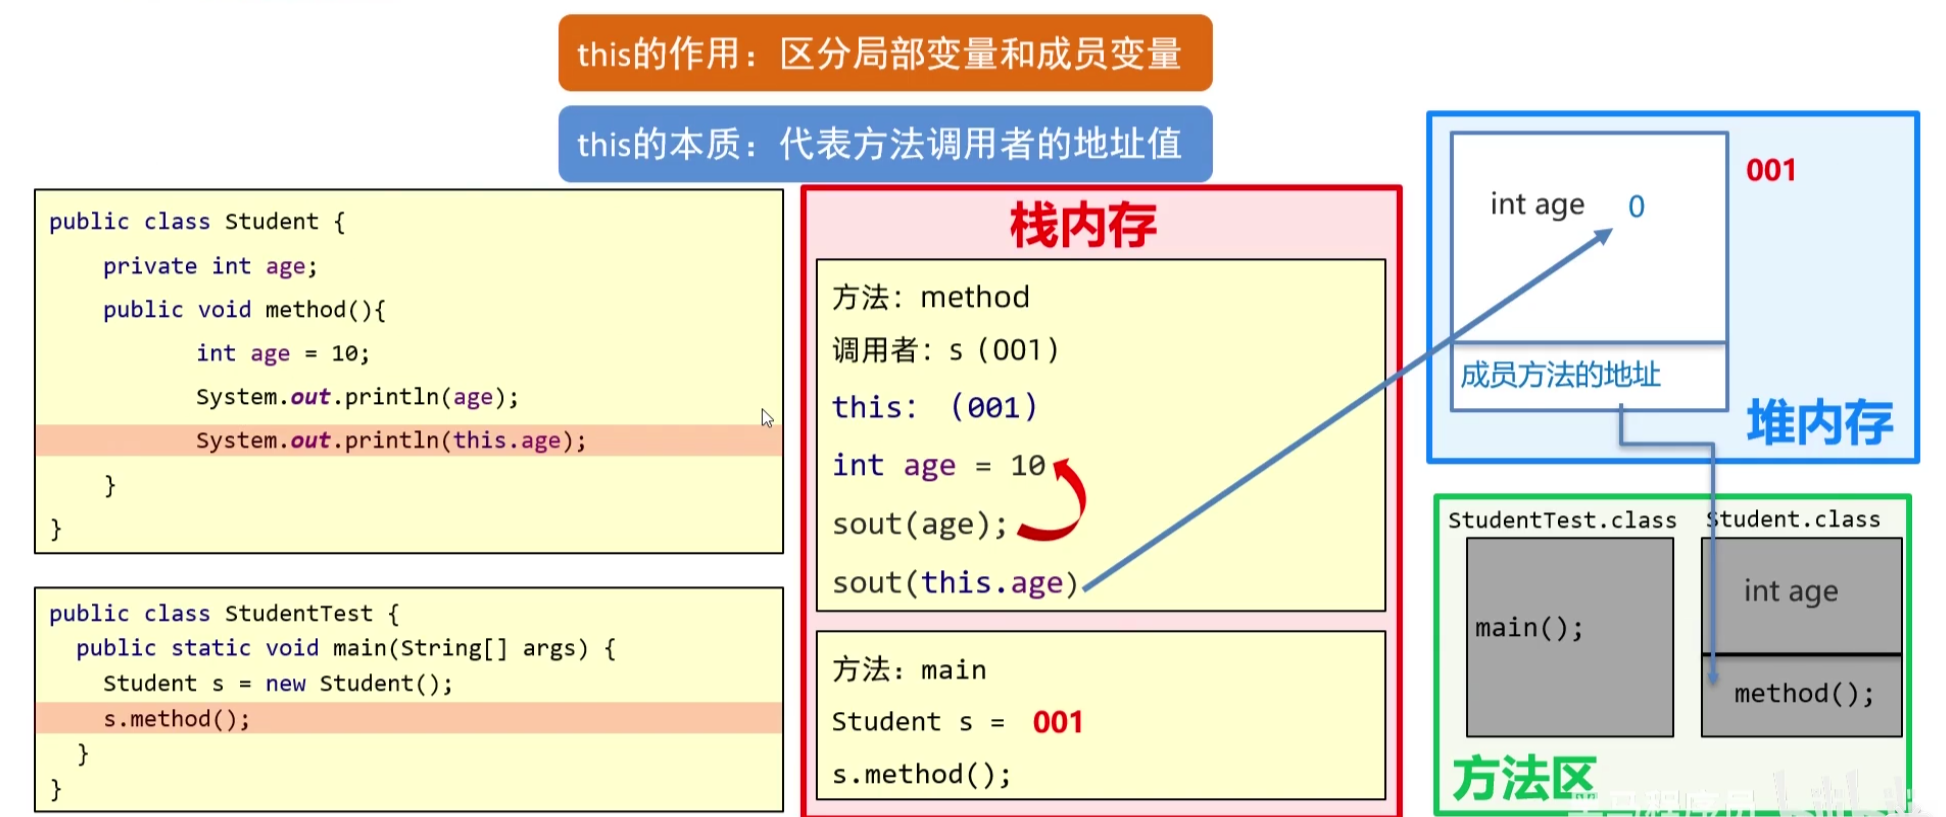 this的作用：区分局部变量和成员变量
this的本质：代表方法调用者的地址值
public class Student {
private int age;
public void method(){
int age = 10;
System.out.println(age);
System.out.println(this.age);
}
}
public class StudentTest {
public static void main(String[] args) {
Student s = new Student();
s.method();
}
}
栈内存
方法：method
调用者：s（001）
this：（001）
int age = 10
sout(age);
sout(this.age)
方法：main
Student s = 001
s.method();
001
int age 0
成员方法的地址
堆内存
StudentTest.class
main();
Student.class
int age
method();
方法区